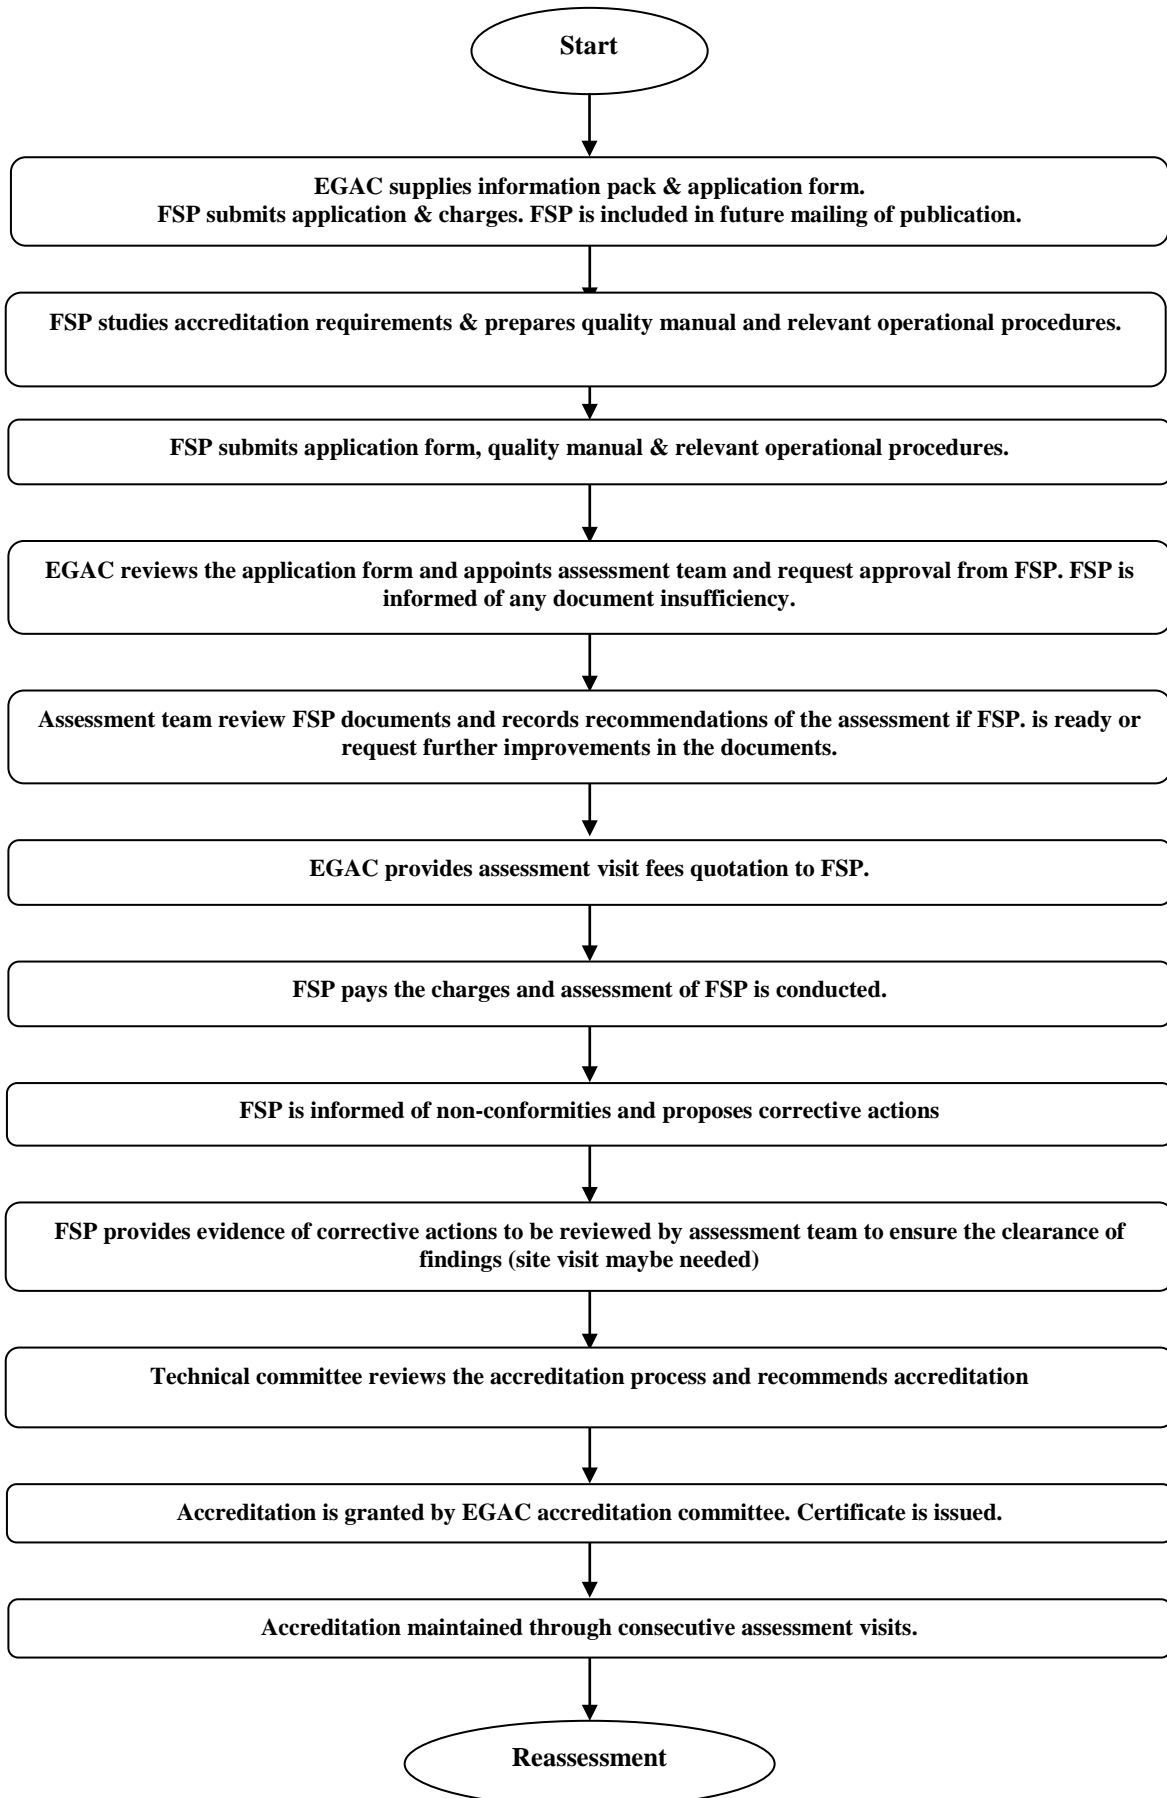 Start
EGAC supplies information pack & application form.
FSP submits application & charges. FSP is included in future mailing of publication.
FSP studies accreditation requirements & prepares quality manual and relevant operational procedures.
FSP submits application form, quality manual & relevant operational procedures.
EGAC reviews the application form and appoints assessment team and request approval from FSP. FSP is
informed of any document insufficiency.
Assessment team review FSP documents and records recommendations of the assessment if FSP. is ready or
request further improvements in the documents.
EGAC provides assessment visit fees quotation to FSP.
FSP pays the charges and assessment of FSP is conducted.
FSP is informed of non-conformities and proposes corrective actions
FSP provides evidence of corrective actions to be reviewed by assessment team to ensure the clearance of
findings (site visit maybe needed)
Technical committee reviews the accreditation process and recommends accreditation
Accreditation is granted by EGAC accreditation committee. Certificate is issued.
Accreditation maintained through consecutive assessment visits.
Reassessment